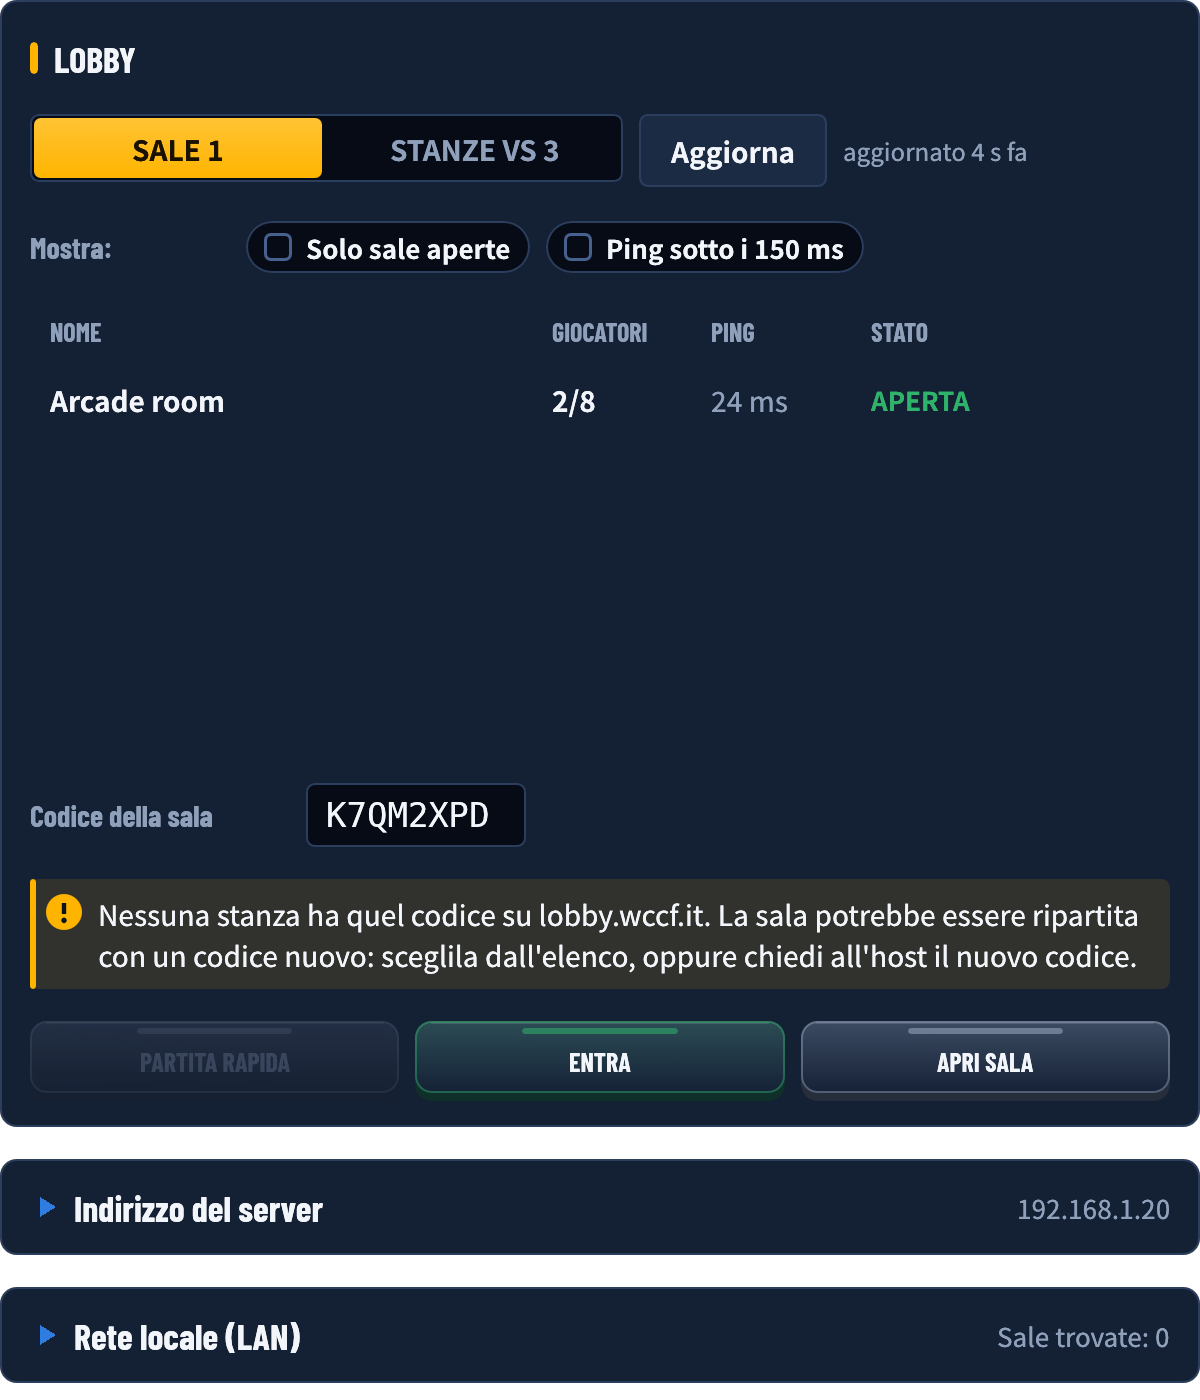 LOBBY
SALE 1 STANZE VS 3 Aggiorna aggiornato 4 s fa
Mostra: Solo sale aperte Ping sotto i 150 ms
NOME GIOCATORI PING STATO
Arcade room 2/8 24 ms APERTA
Codice della sala K7QM2XPD
Nessuna stanza ha quel codice su lobby.wccf.it. La sala potrebbe essere ripartita
con un codice nuovo: sceglila dall'elenco, oppure chiedi all'host il nuovo codice.
PARTITA RAPIDA ENTRA APRI SALA
Indirizzo del server 192.168.1.20
Rete locale (LAN) Sale trovate: 0